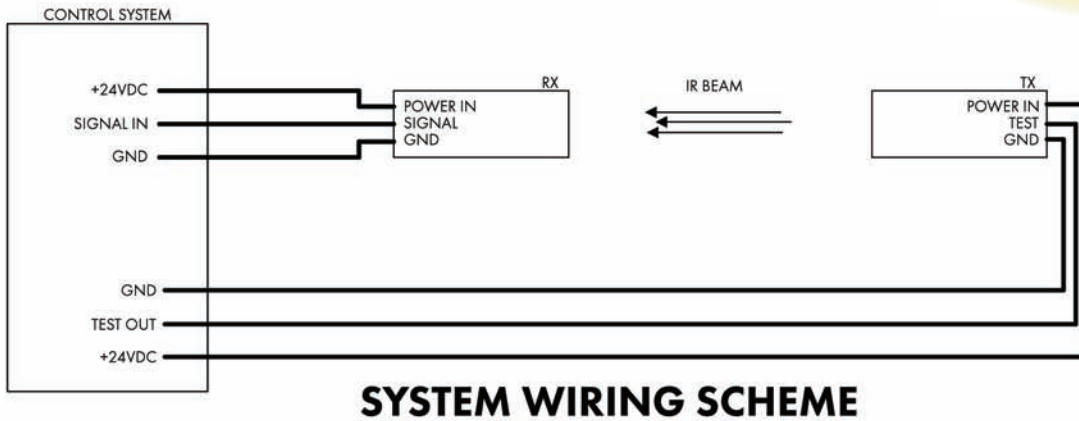 CONTROL SYSTEM
+24VDC
SIGNAL IN
GND
RX
POWER IN
SIGNAL
GND
IR BEAM
TX
POWER IN
TEST
GND
GND
TEST OUT
+24VDC
SYSTEM WIRING SCHEME